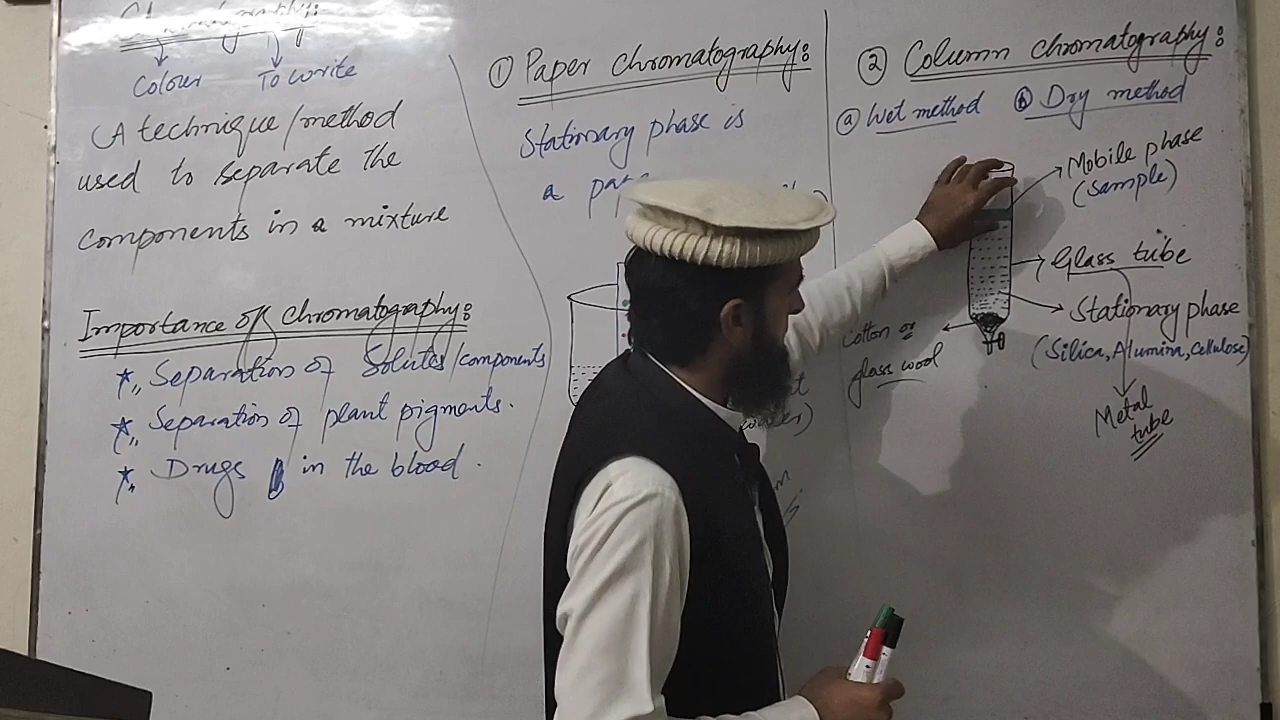 Colour To write
A technique/method
used to separate the
components in a mixture
Importance of chromatography:
*,, Separation of Solutes/components
*,, Separation of plant pigments.
*,, Drugs in the blood.
① Paper chromatography:
Stationary phase is
a
② Column chromatography:
ⓐ Wet method ⓑ Dry method
Mobile phase
(Sample)
Glass tube
Stationary phase
(Silica, Alumina, Cellulose)
Metal
tube
cotton or
glass wool